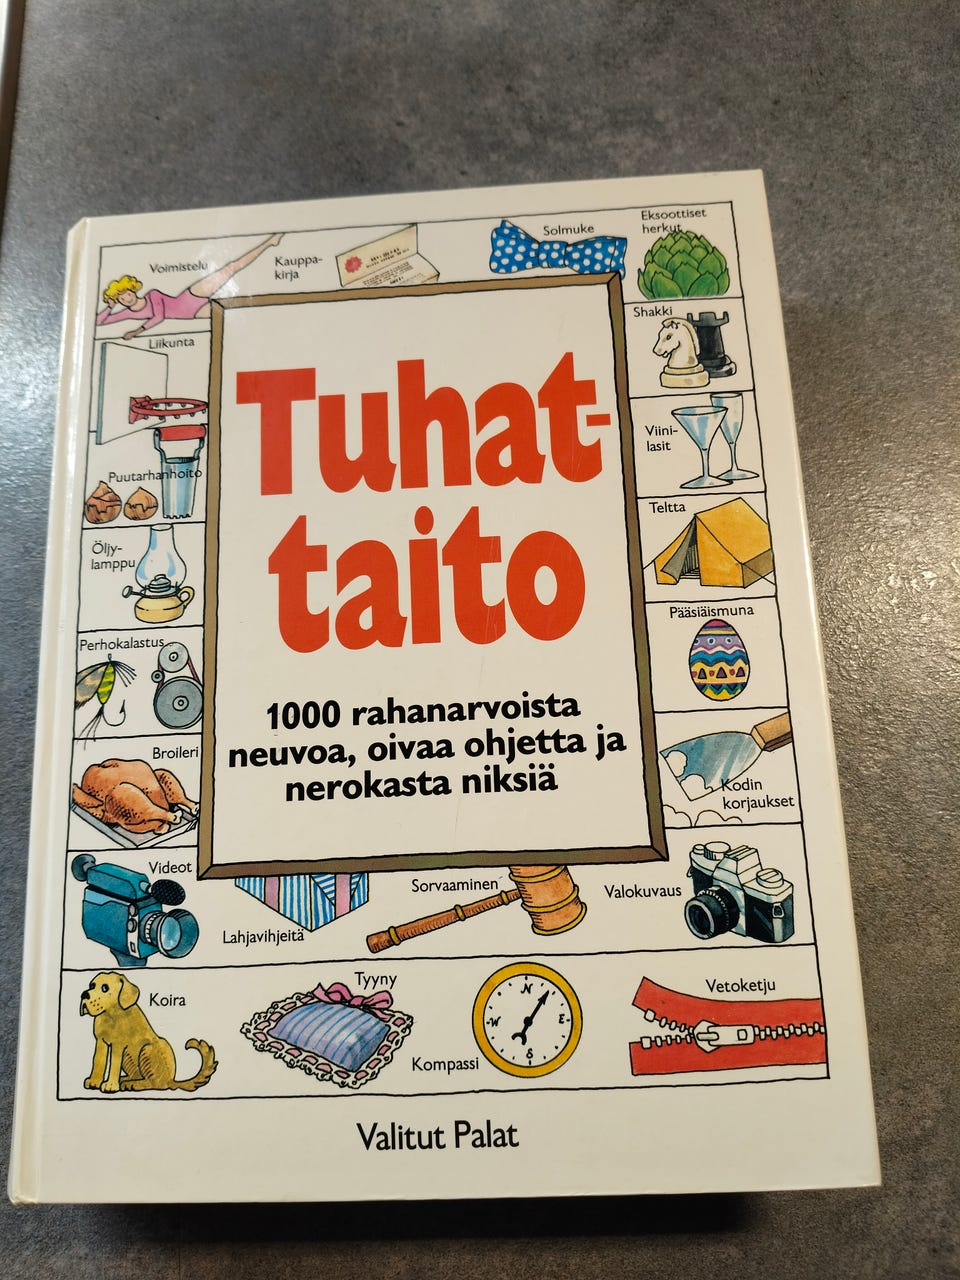 Voimistelu
Kauppa-
kirja
Solmuke
Eksoottiset
herkut
Liikunta
Shakki
Puutarhanhoito
Viini-
lasit
Öljy-
lamppu
Teltta
Perhokalastus
Pääsiäismuna
Broileri
Kodin
korjaukset
Tuhat-
taito
1000 rahanarvoista
neuvoa, oivaa ohjetta ja
nerokasta niksiä
Videot
Lahjavihjeitä
Sorvaaminen
Valokuvaus
Koira
Tyyny
Kompassi
N
W
E
S
Vetoketju
Valitut Palat